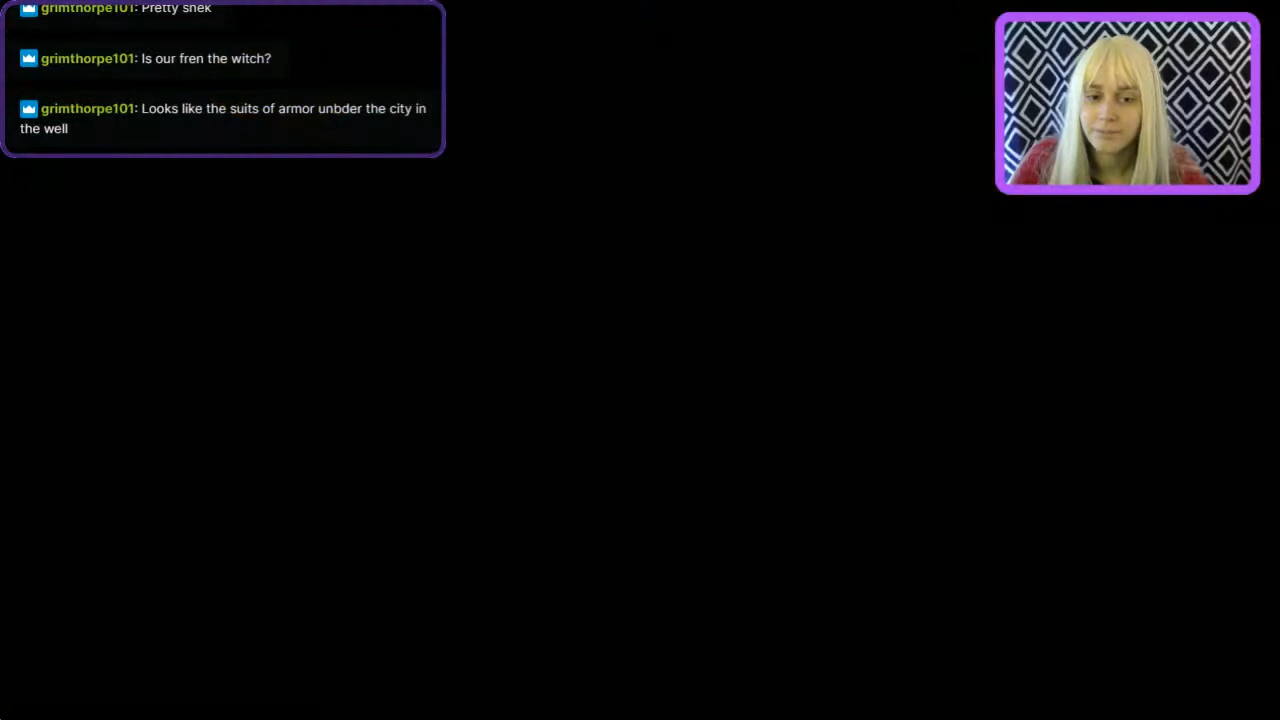 grimthorpe101: Pretty snek
grimthorpe101: Is our fren the witch?
grimthorpe101: Looks like the suits of armor unbder the city in
the well